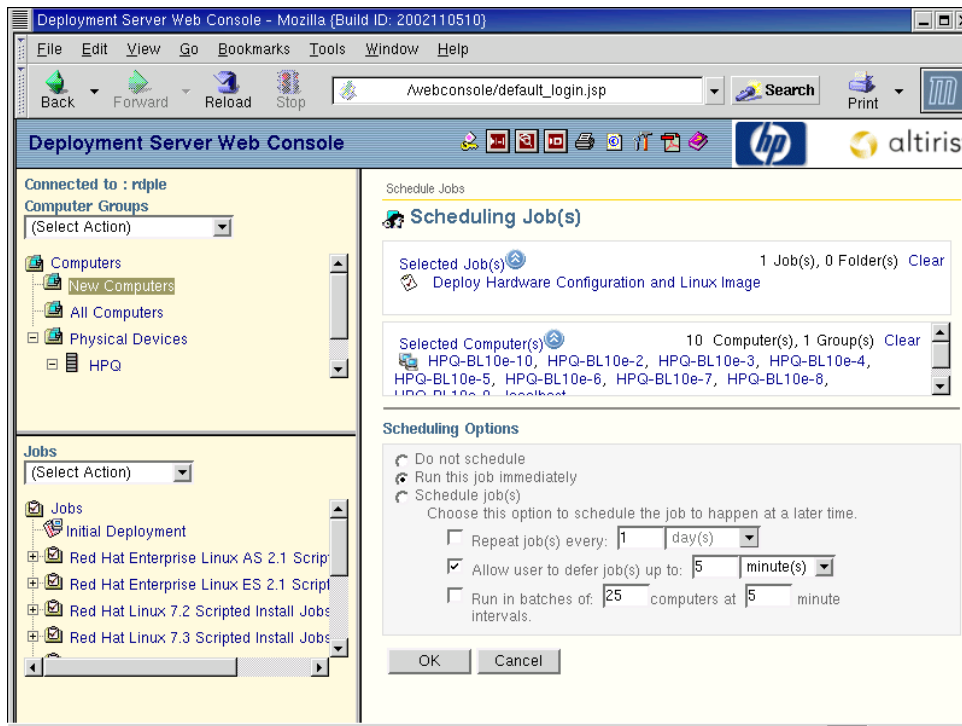 Deployment Server Web Console - Mozilla {Build ID: 2002110510}
File Edit View Go Bookmarks Tools Window Help
Back Forward Reload Stop /webconsole/default_login.jsp Search Print
Deployment Server Web Console
hp altiris
Connected to : rdple
Computer Groups
(Select Action)
Computers
New Computers
All Computers
Physical Devices
HPQ
Jobs
(Select Action)
Jobs
Initial Deployment
Red Hat Enterprise Linux AS 2.1 Script
Red Hat Enterprise Linux ES 2.1 Script
Red Hat Linux 7.2 Scripted Install Jobs
Red Hat Linux 7.3 Scripted Install Jobs
Schedule Jobs
Scheduling Job(s)
Selected Job(s) 1 Job(s), 0 Folder(s) Clear
Deploy Hardware Configuration and Linux Image
Selected Computer(s) 10 Computer(s), 1 Group(s) Clear
HPQ-BL10e-10, HPQ-BL10e-2, HPQ-BL10e-3, HPQ-BL10e-4,
HPQ-BL10e-5, HPQ-BL10e-6, HPQ-BL10e-7, HPQ-BL10e-8,
HPQ-BL10e-9, localhost
Scheduling Options
Do not schedule
Run this job immediately
Schedule job(s)
Choose this option to schedule the job to happen at a later time.
Repeat job(s) every: 1 day(s)
Allow user to defer job(s) up to: 5 minute(s)
Run in batches of: 25 computers at 5 minute
intervals.
OK Cancel